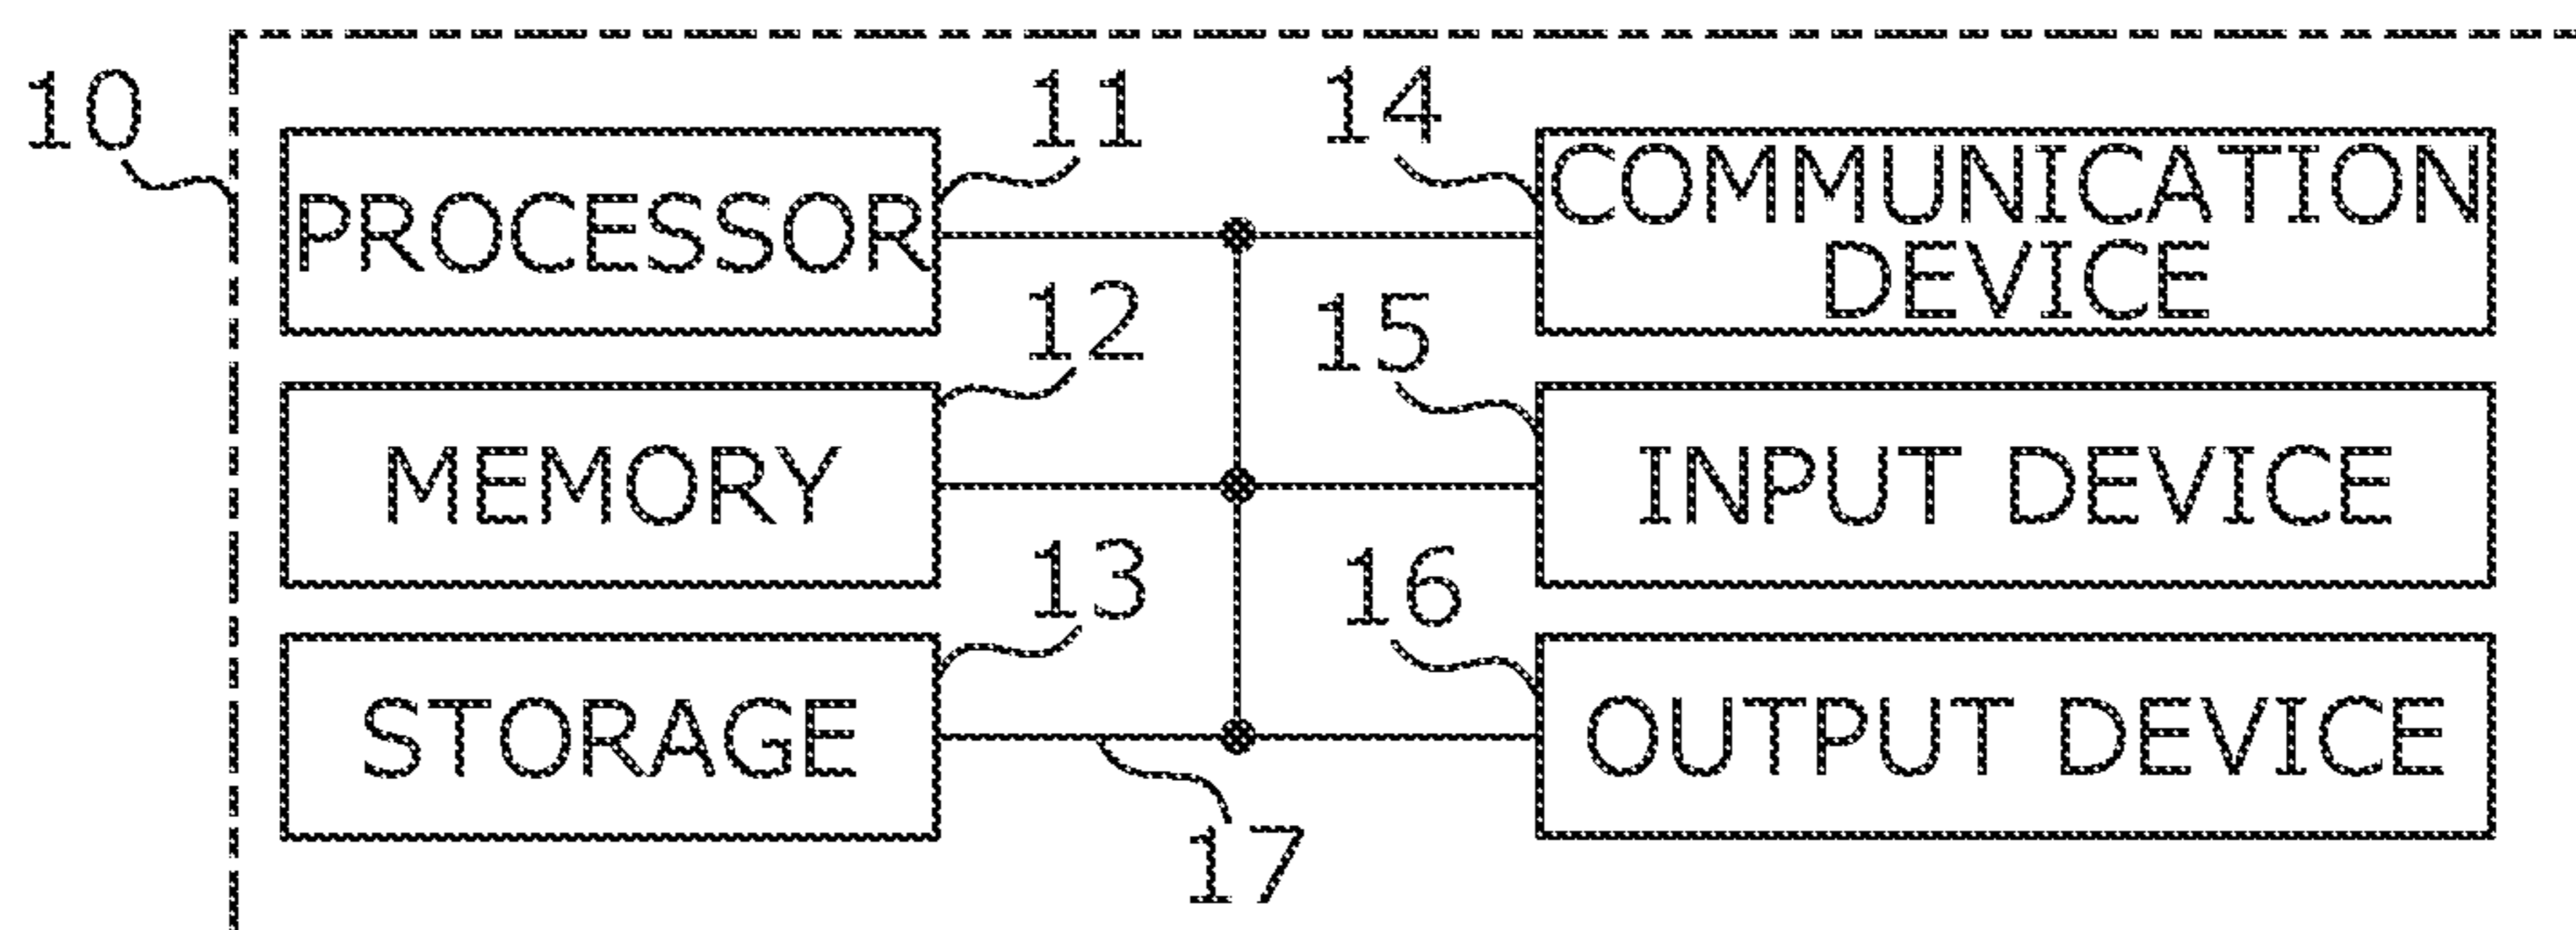 10
11
14
PROCESSOR
COMMUNICATION
DEVICE
12
15
MEMORY
INPUT DEVICE
13
16
STORAGE
OUTPUT DEVICE
17